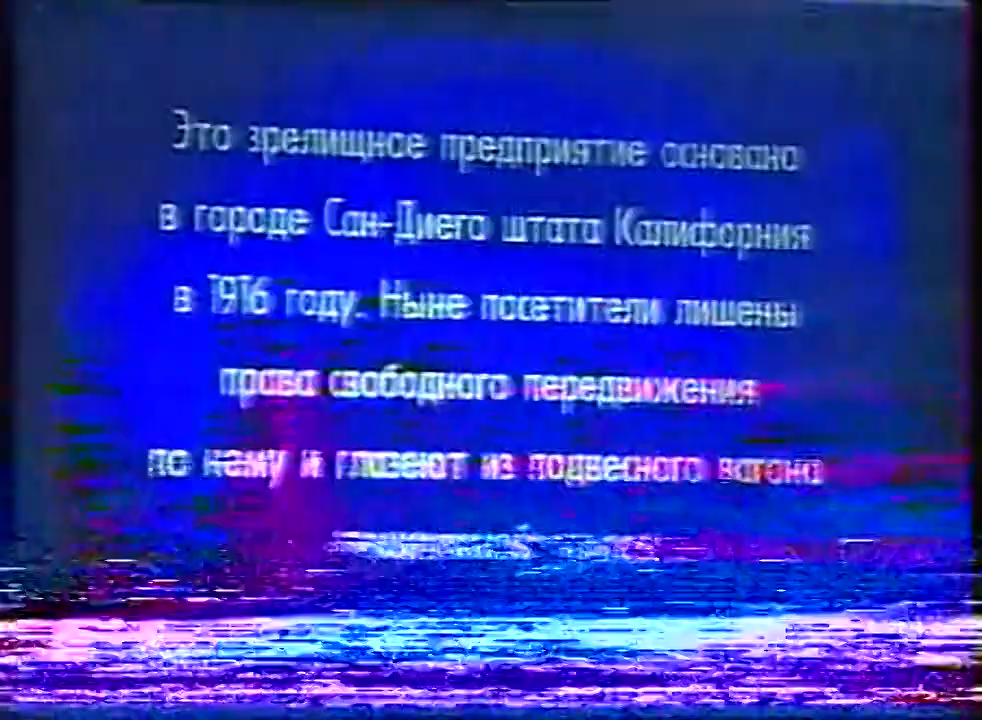 Это зрелищное предприятие основано
в городе Сан-Диего штата Калифорния
в 1916 году. Ныне посетители лишены
права свободного передвижения
по нему и глазеют из подвесного вагона